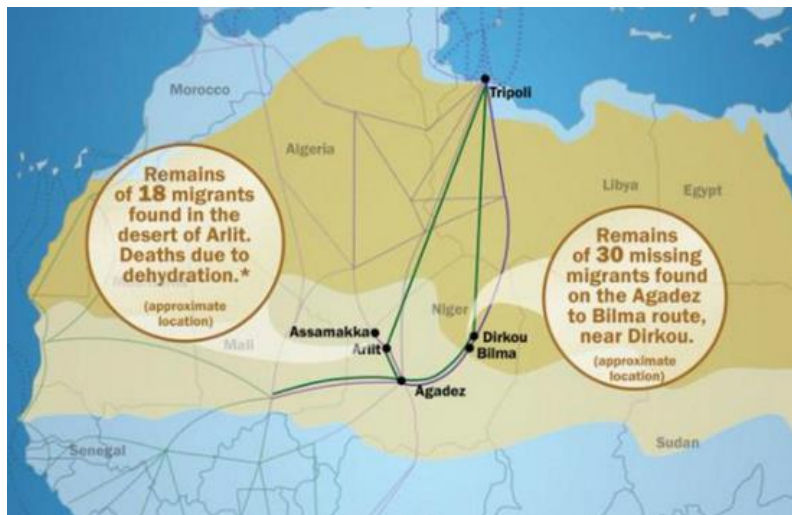 Morocco
Tripoli
Algeria
Libya
Egypt
Remains
of 18 migrants
found in the
desert of Arlit.
Deaths due to
dehydration.*
(approximate
location)
Remains
of 30 missing
migrants found
on the Agadez
to Bilma route,
near Dirkou.
(approximate
location)
Niger
Assamakka
Mali
Arlit
Dirkou
Bilma
Agadez
Senegal
Sudan